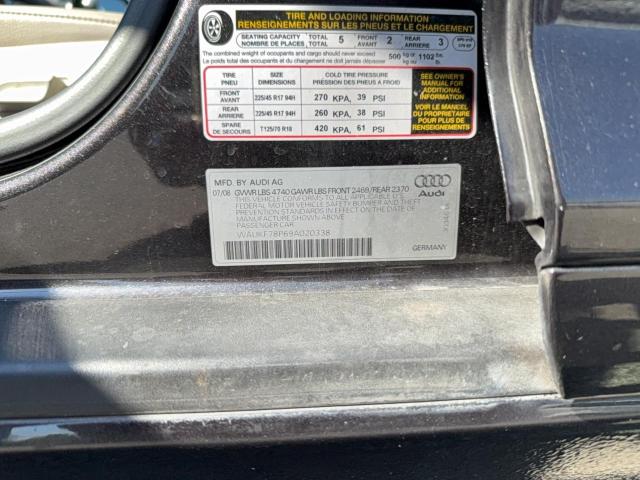 TIRE AND LOADING INFORMATION
RENSEIGNEMENTS SUR LES PNEUS ET LE CHARGEMENT
SEATING CAPACITY TOTAL 5 FRONT 2 REAR 3
NOMBRE DE PLACES TOTAL AVANT ARRIERE
The combined weight of occupants and cargo should never exceed 500 kg or 1102 lbs.
Le poids total des occupants et du chargement ne doit jamais dépasser kg ou lb.
TIRE SIZE COLD TIRE PRESSURE
PNEU DIMENSIONS PRESSION DES PNEUS A FROID
FRONT AVANT 225/45 R17 94H 270 KPA, 39 PSI
REAR ARRIERE 225/45 R17 94H 260 KPA, 38 PSI
SPARE DE SECOURS T125/70 R18 420 KPA, 61 PSI
SEE OWNER'S
MANUAL FOR
ADDITIONAL
INFORMATION
VOIR LE MANUEL
DU PROPRIETAIRE
POUR PLUS DE
RENSEIGNEMENTS
MFD. BY AUDI AG
07/08 GVWR LBS 4740 GAWR LBS FRONT 2469/REAR 2370
THIS VEHICLE CONFORMS TO ALL APPLICABLE U.S.
FEDERAL MOTOR VEHICLE SAFETY BUMPER AND THEFT
PREVENTION STANDARDS IN EFFECT ON THE DATE OF
MANUFACTURE SHOWN ABOVE
PASSENGER CAR
WAUKF78P69A020338
Audi
GERMANY